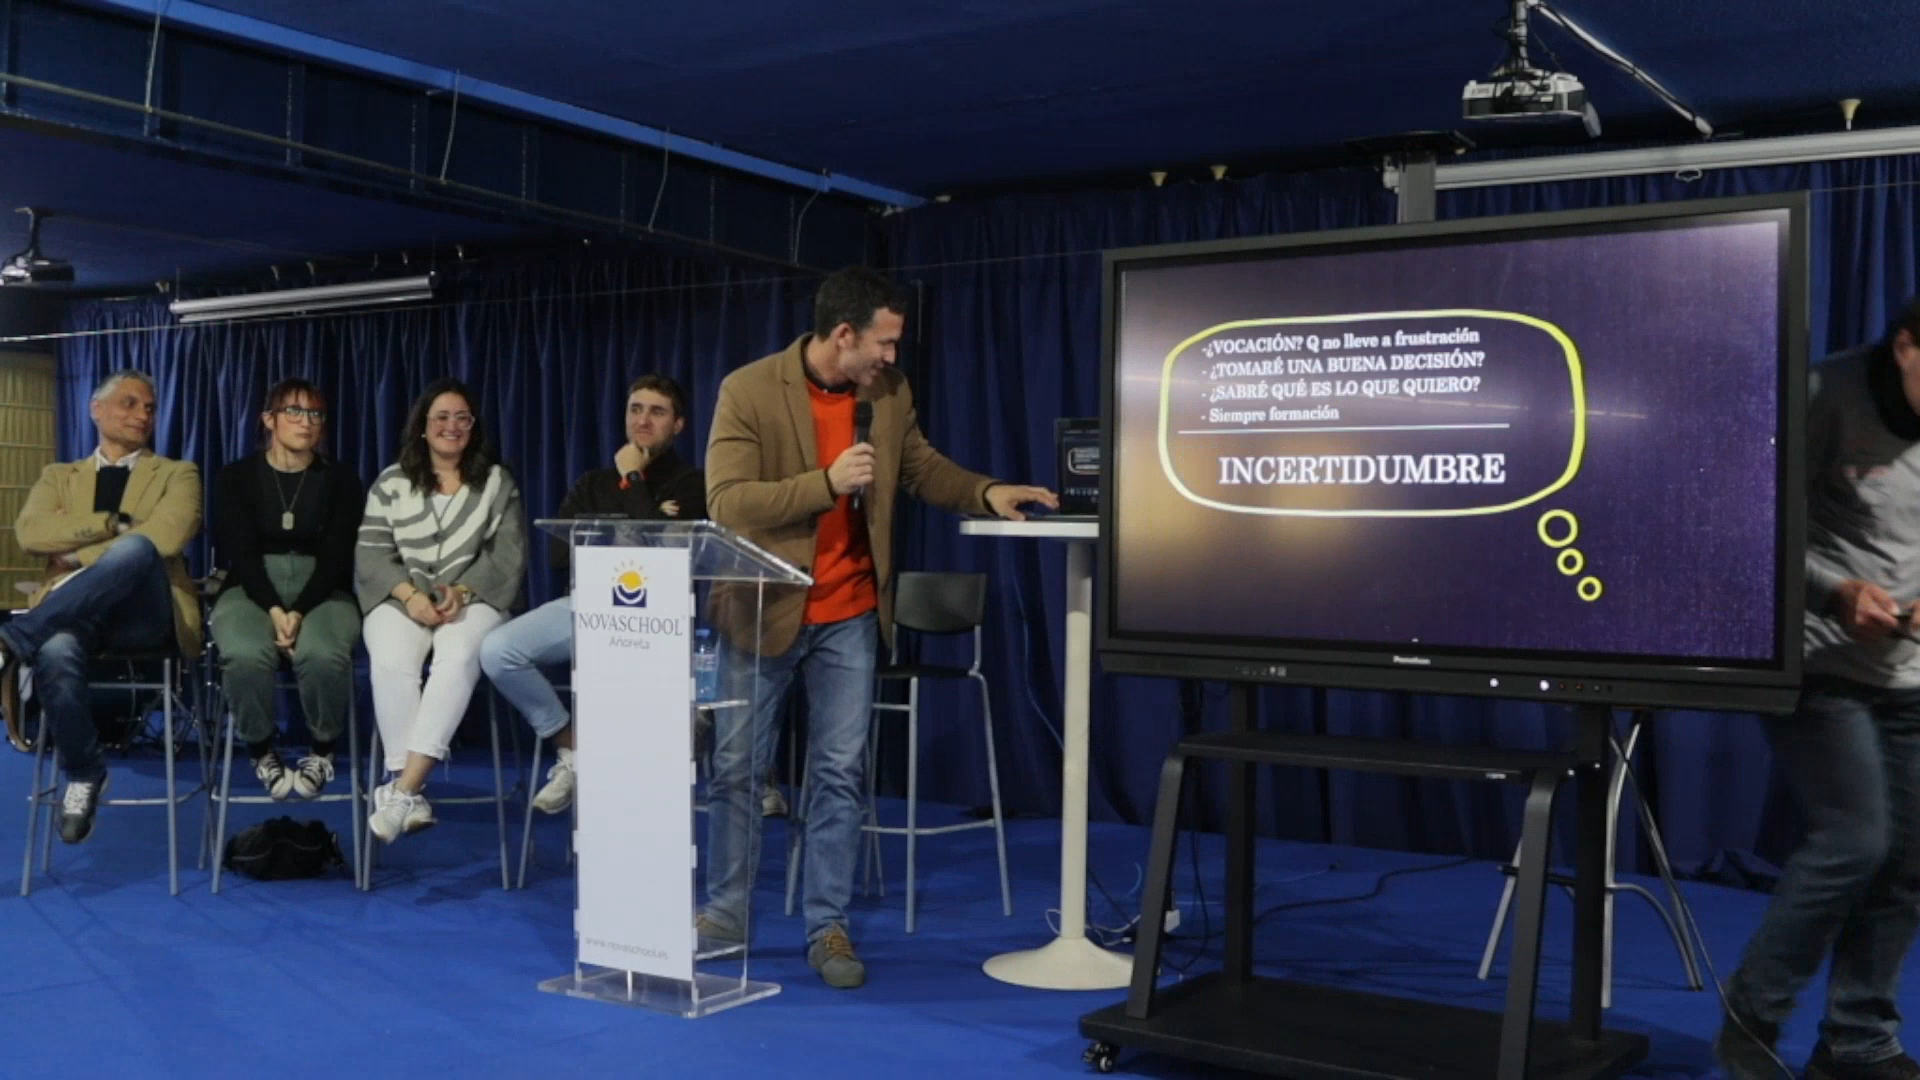 -¿VOCACIÓN? Q no lleve a frustración
- ¿TOMARÉ UNA BUENA DECISIÓN?
- ¿SABRÉ QUÉ ES LO QUE QUIERO?
- Siempre formación
INCERTIDUMBRE
NOVASCHOOL
Añoreta
www.novaschool.es
Promethean